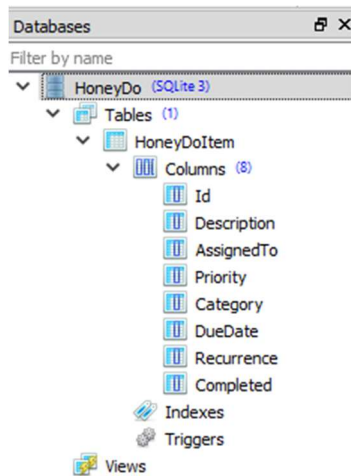 Databases
Filter by name
HoneyDo (SQLite 3)
Tables (1)
HoneyDoItem
Columns (8)
Id
Description
AssignedTo
Priority
Category
DueDate
Recurrence
Completed
Indexes
Triggers
Views